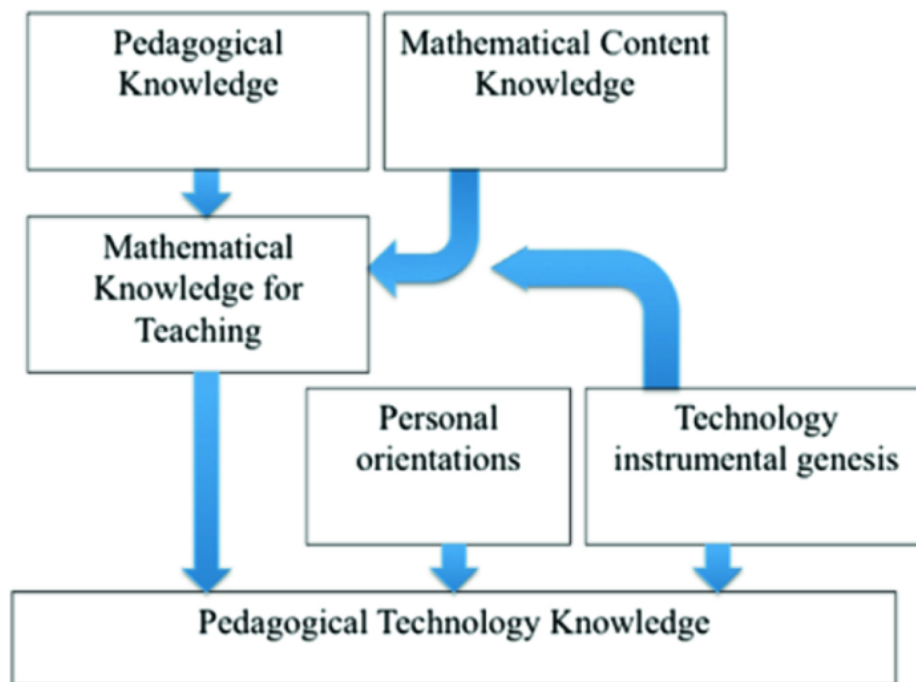 Pedagogical
Knowledge
Mathematical Content
Knowledge
Mathematical
Knowledge for
Teaching
Personal
orientations
Technology
instrumental genesis
Pedagogical Technology Knowledge